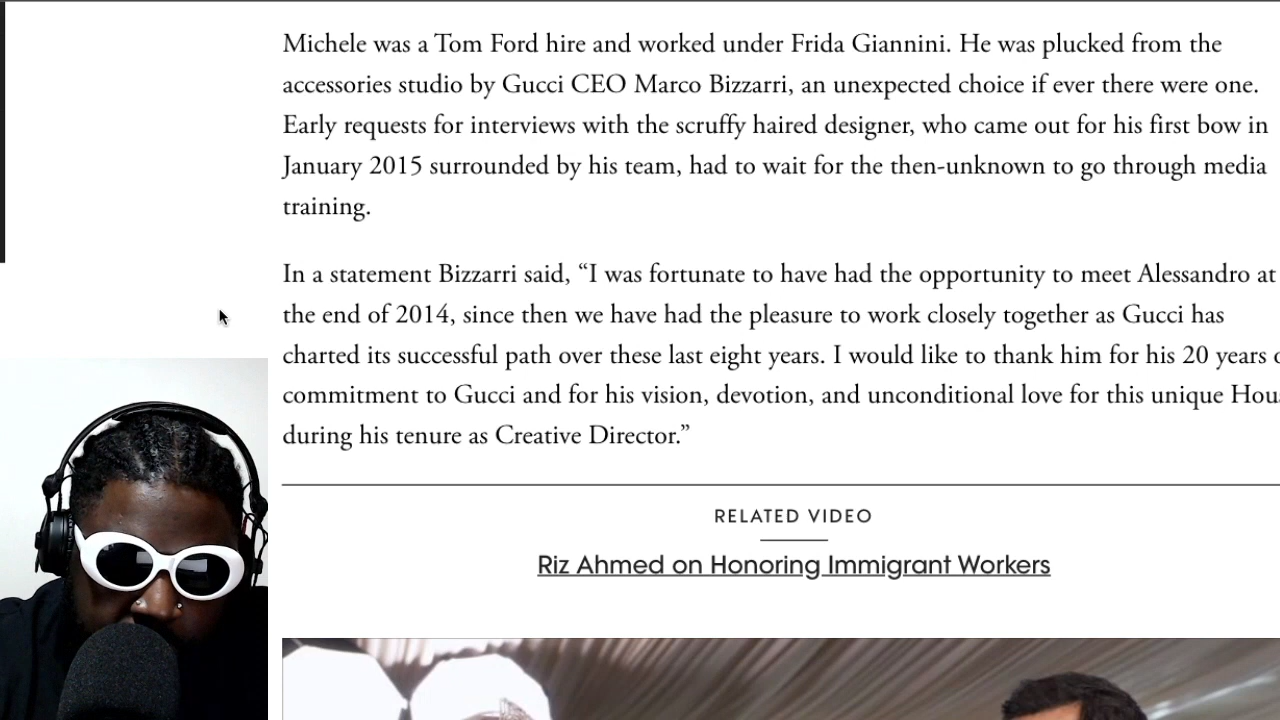 Michele was a Tom Ford hire and worked under Frida Giannini. He was plucked from the
accessories studio by Gucci CEO Marco Bizzarri, an unexpected choice if ever there were one.
Early requests for interviews with the scruffy haired designer, who came out for his first bow in
January 2015 surrounded by his team, had to wait for the then-unknown to go through media
training.
In a statement Bizzarri said, “I was fortunate to have had the opportunity to meet Alessandro at
the end of 2014, since then we have had the pleasure to work closely together as Gucci has
charted its successful path over these last eight years. I would like to thank him for his 20 years
commitment to Gucci and for his vision, devotion, and unconditional love for this unique
during his tenure as Creative Director.”
RELATED VIDEO
Riz Ahmed on Honoring Immigrant Workers